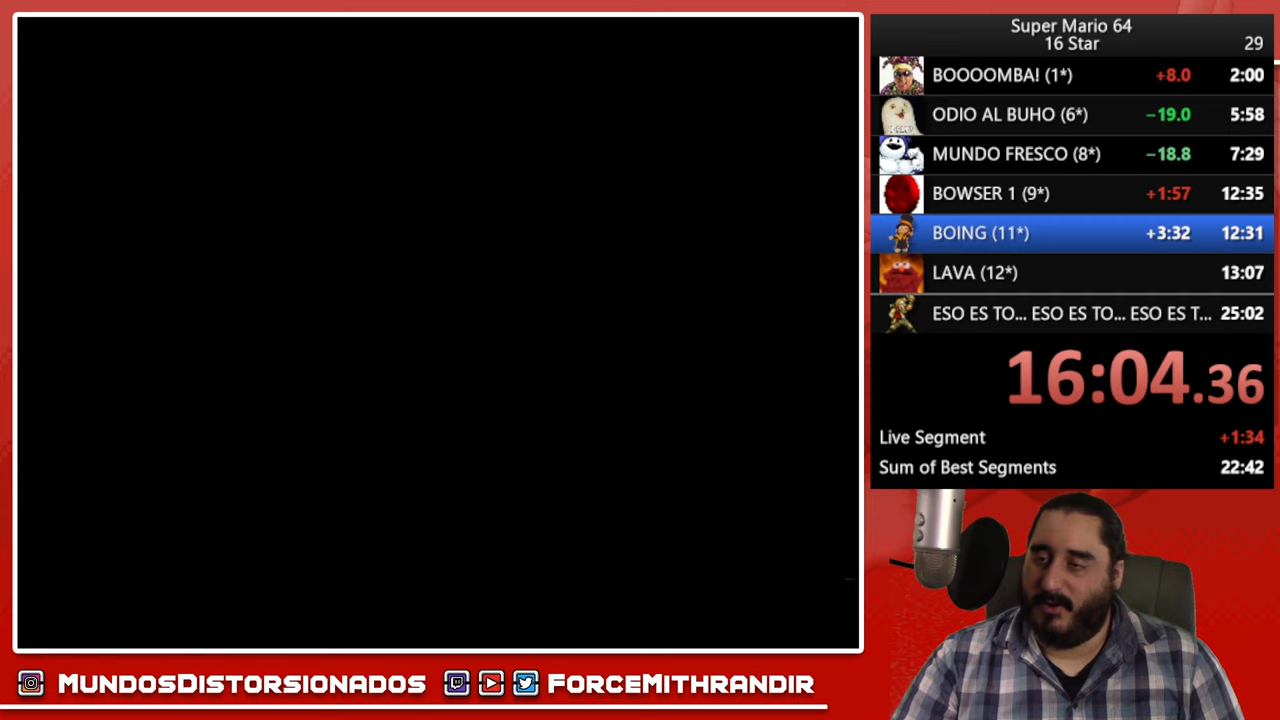 Super Mario 64
16 Star 29
BOOOOMBA! (1*) +8.0 2:00
ODIO AL BUHO (6*) −19.0 5:58
MUNDO FRESCO (8*) −18.8 7:29
BOWSER 1 (9*) +1:57 12:35
BOING (11*) +3:32 12:31
LAVA (12*) 13:07
ESO ES TO... ESO ES TO... ESO ES T... 25:02
16:04.36
Live Segment +1:34
Sum of Best Segments 22:42
MUNDOSDISTORSIONADOS FORCEMITHRANDIR